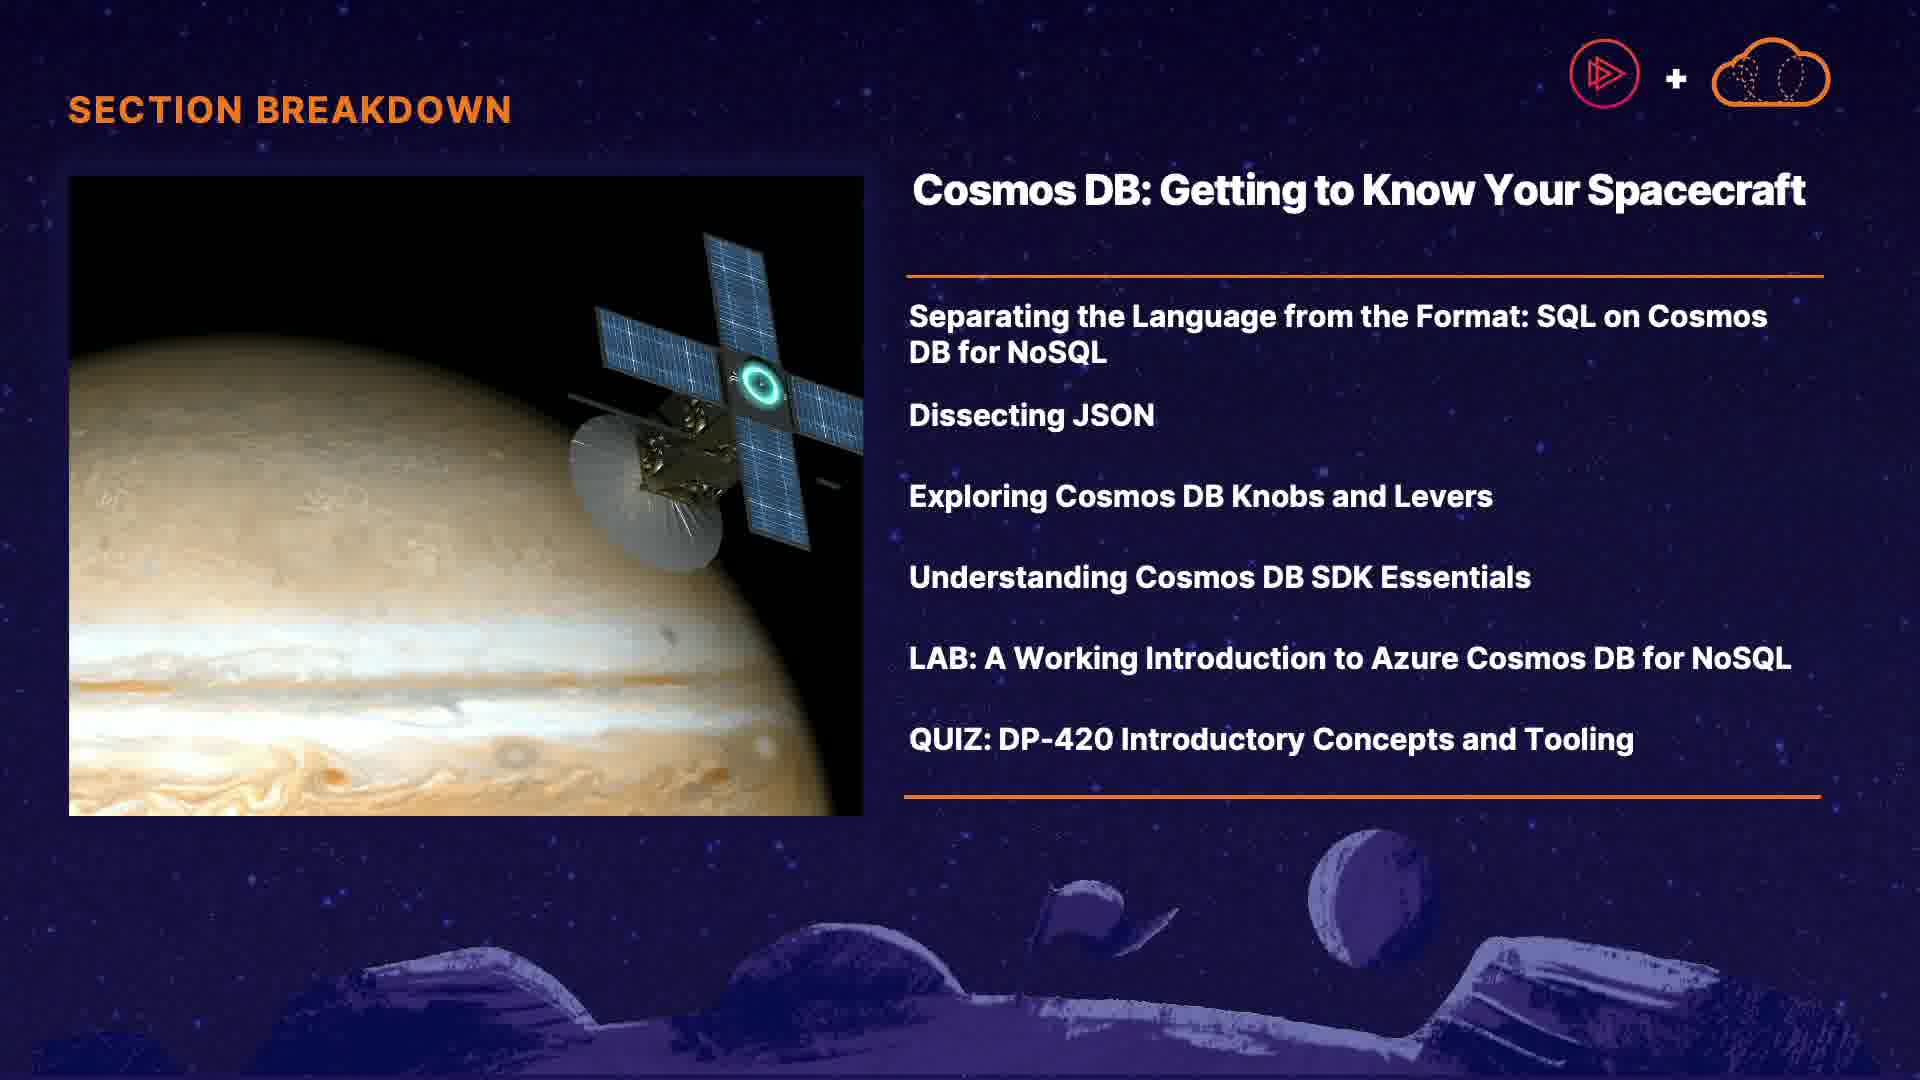 SECTION BREAKDOWN
+
Cosmos DB: Getting to Know Your Spacecraft
Separating the Language from the Format: SQL on Cosmos
DB for NoSQL
Dissecting JSON
Exploring Cosmos DB Knobs and Levers
Understanding Cosmos DB SDK Essentials
LAB: A Working Introduction to Azure Cosmos DB for NoSQL
QUIZ: DP-420 Introductory Concepts and Tooling